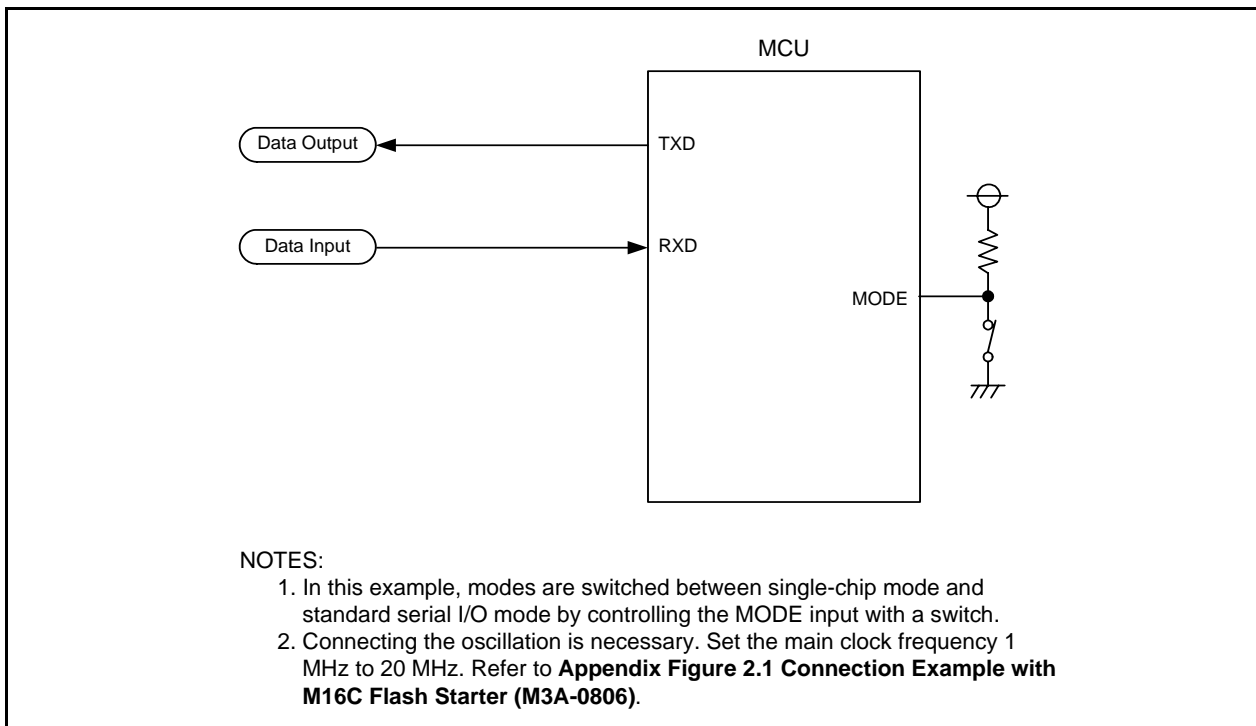 MCU
Data Output
TXD
Data Input
RXD
MODE
NOTES:
1. In this example, modes are switched between single-chip mode and
standard serial I/O mode by controlling the MODE input with a switch.
2. Connecting the oscillation is necessary. Set the main clock frequency 1
MHz to 20 MHz. Refer to Appendix Figure 2.1 Connection Example with
M16C Flash Starter (M3A-0806).